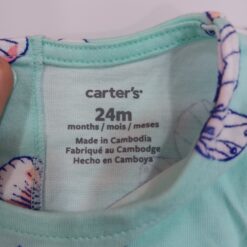 carter's®
24m
months / mois / meses
Made in Cambodia
Fabriqué au Cambodge
Hecho en Camboya